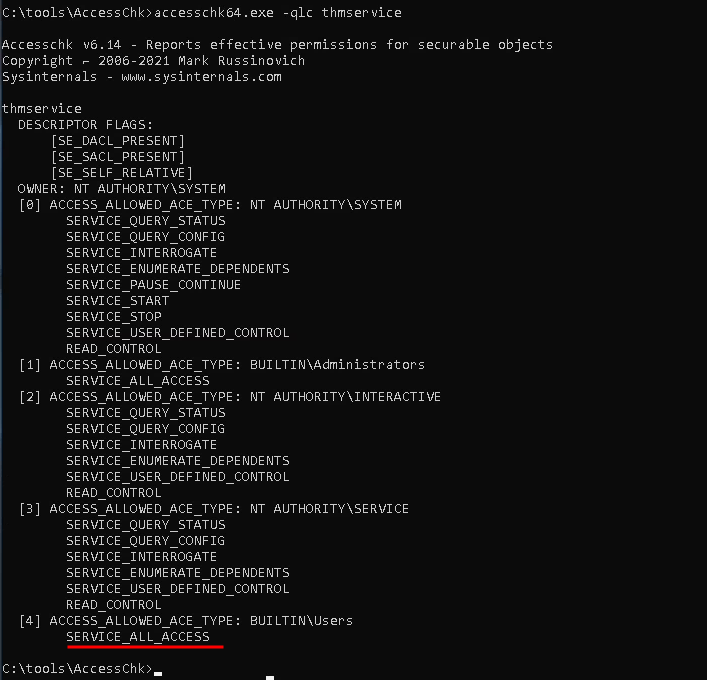 C:\tools\AccessChk>accesschk64.exe -qlc thmservice
Accesschk v6.14 - Reports effective permissions for securable objects
Copyright ⌐ 2006-2021 Mark Russinovich
Sysinternals - www.sysinternals.com
thmservice
DESCRIPTOR FLAGS:
[SE_DACL_PRESENT]
[SE_SACL_PRESENT]
[SE_SELF_RELATIVE]
OWNER: NT AUTHORITY\SYSTEM
[0] ACCESS_ALLOWED_ACE_TYPE: NT AUTHORITY\SYSTEM
SERVICE_QUERY_STATUS
SERVICE_QUERY_CONFIG
SERVICE_INTERROGATE
SERVICE_ENUMERATE_DEPENDENTS
SERVICE_PAUSE_CONTINUE
SERVICE_START
SERVICE_STOP
SERVICE_USER_DEFINED_CONTROL
READ_CONTROL
[1] ACCESS_ALLOWED_ACE_TYPE: BUILTIN\Administrators
SERVICE_ALL_ACCESS
[2] ACCESS_ALLOWED_ACE_TYPE: NT AUTHORITY\INTERACTIVE
SERVICE_QUERY_STATUS
SERVICE_QUERY_CONFIG
SERVICE_INTERROGATE
SERVICE_ENUMERATE_DEPENDENTS
SERVICE_USER_DEFINED_CONTROL
READ_CONTROL
[3] ACCESS_ALLOWED_ACE_TYPE: NT AUTHORITY\SERVICE
SERVICE_QUERY_STATUS
SERVICE_QUERY_CONFIG
SERVICE_INTERROGATE
SERVICE_ENUMERATE_DEPENDENTS
SERVICE_USER_DEFINED_CONTROL
READ_CONTROL
[4] ACCESS_ALLOWED_ACE_TYPE: BUILTIN\Users
SERVICE_ALL_ACCESS
C:\tools\AccessChk>